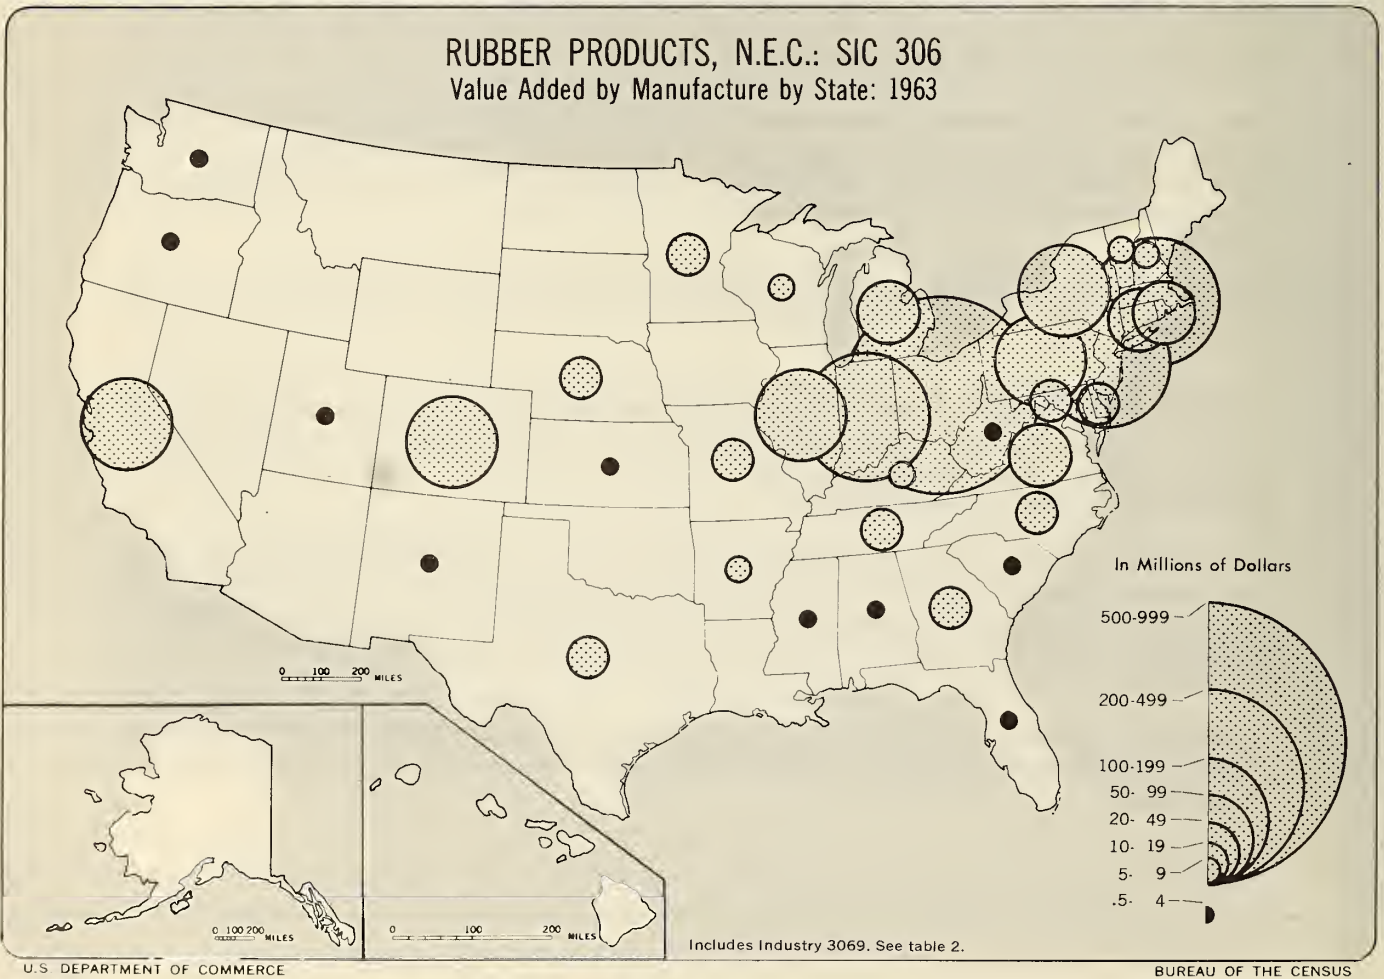 RUBBER PRODUCTS, N.E.C.: SIC 306
Value Added by Manufacture by State: 1963
In Millions of Dollars
500-999
200-499
100-199
50- 99
20- 49
10- 19
5- 9
.5- 4
0 100 200 MILES
0 100 200 MILES
0 100 200 MILES
Includes Industry 3069. See table 2.
U.S. DEPARTMENT OF COMMERCE
BUREAU OF THE CENSUS